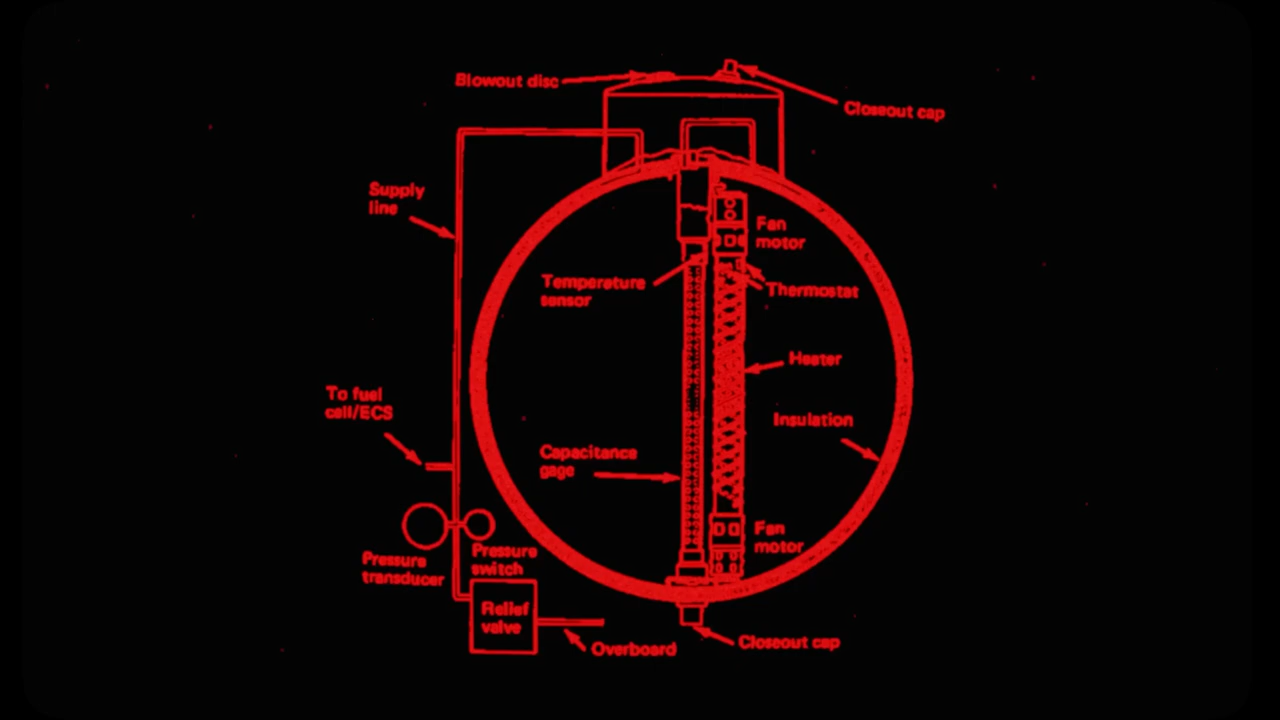 Blowout disc
Closeout cap
Supply
line
Fan
motor
Temperature
sensor
Thermostat
Heater
To fuel
cell/ECS
Insulation
Capacitance
gage
Fan
motor
Pressure
switch
Pressure
transducer
Relief
valve
Overboard
Closeout cap